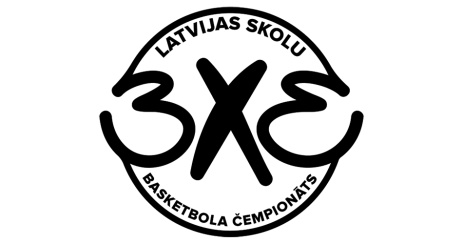 LATVIJAS SKOLU
3X3
BASKETBOLA ČEMPIONĀTS